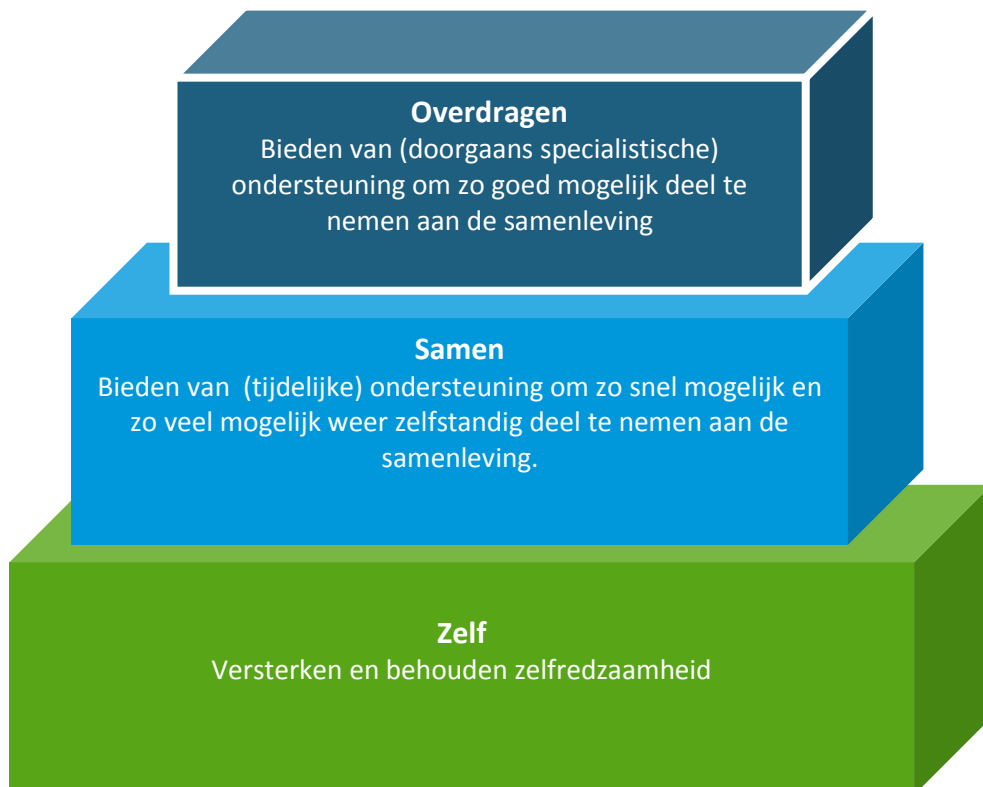 Overdragen
Bieden van (doorgaans specialistische)
ondersteuning om zo goed mogelijk deel te
nemen aan de samenleving
Samen
Bieden van (tijdelijke) ondersteuning om zo snel mogelijk en
zo veel mogelijk weer zelfstandig deel te nemen aan de
samenleving.
Zelf
Versterken en behouden zelfredzaamheid